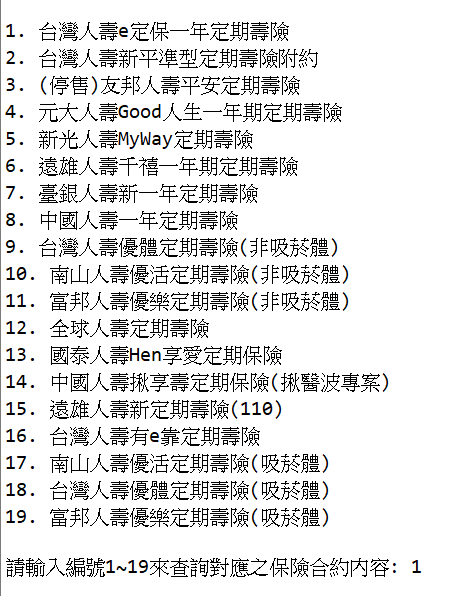 1. 台灣人壽e定保一年定期壽險
2. 台灣人壽新平準型定期壽險附約
3. (停售)友邦人壽平安定期壽險
4. 元大人壽Good人生一年期定期壽險
5. 新光人壽MyWay定期壽險
6. 遠雄人壽千禧一年期定期壽險
7. 臺銀人壽新一年定期壽險
8. 中國人壽一年定期壽險
9. 台灣人壽優體定期壽險(非吸菸體)
10. 南山人壽優活定期壽險(非吸菸體)
11. 富邦人壽優樂定期壽險(非吸菸體)
12. 全球人壽定期壽險
13. 國泰人壽Hen享愛定期保險
14. 中國人壽揪享壽定期保險(揪醫波專案)
15. 遠雄人壽新定期壽險(110)
16. 台灣人壽有e靠定期壽險
17. 南山人壽優活定期壽險(吸菸體)
18. 台灣人壽優體定期壽險(吸菸體)
19. 富邦人壽優樂定期壽險(吸菸體)
請輸入編號1~19來查詢對應之保險合約內容: 1